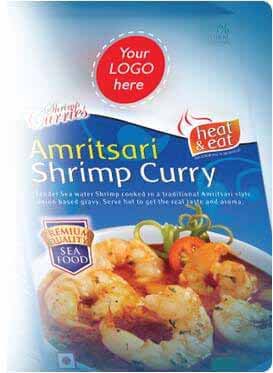 Your
LOGO
here
Shrimp
Curries
heat
& eat
Amritsari
Shrimp Curry
Tender Sea water Shrimp cooked in a traditional Amritsari style
onion based gravy. Serve hot to get the real taste and aroma.
PREMIUM
QUALITY
SEA
FOOD